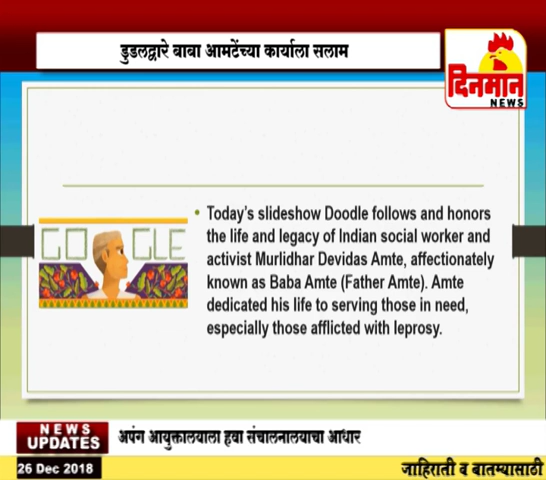 डुडलद्वारे बाबा आमटेंच्या कार्याला सलाम
दिनमान
NEWS
GOOGLE
• Today's slideshow Doodle follows and honors
the life and legacy of Indian social worker and
activist Murlidhar Devidas Amte, affectionately
known as Baba Amte (Father Amte). Amte
dedicated his life to serving those in need,
especially those afflicted with leprosy.
NEWS
UPDATES
अपंग आयुक्तालयाला हवा संचालनालयाचा आधार
26 Dec 2018
जाहिराती व बातम्यासाठी